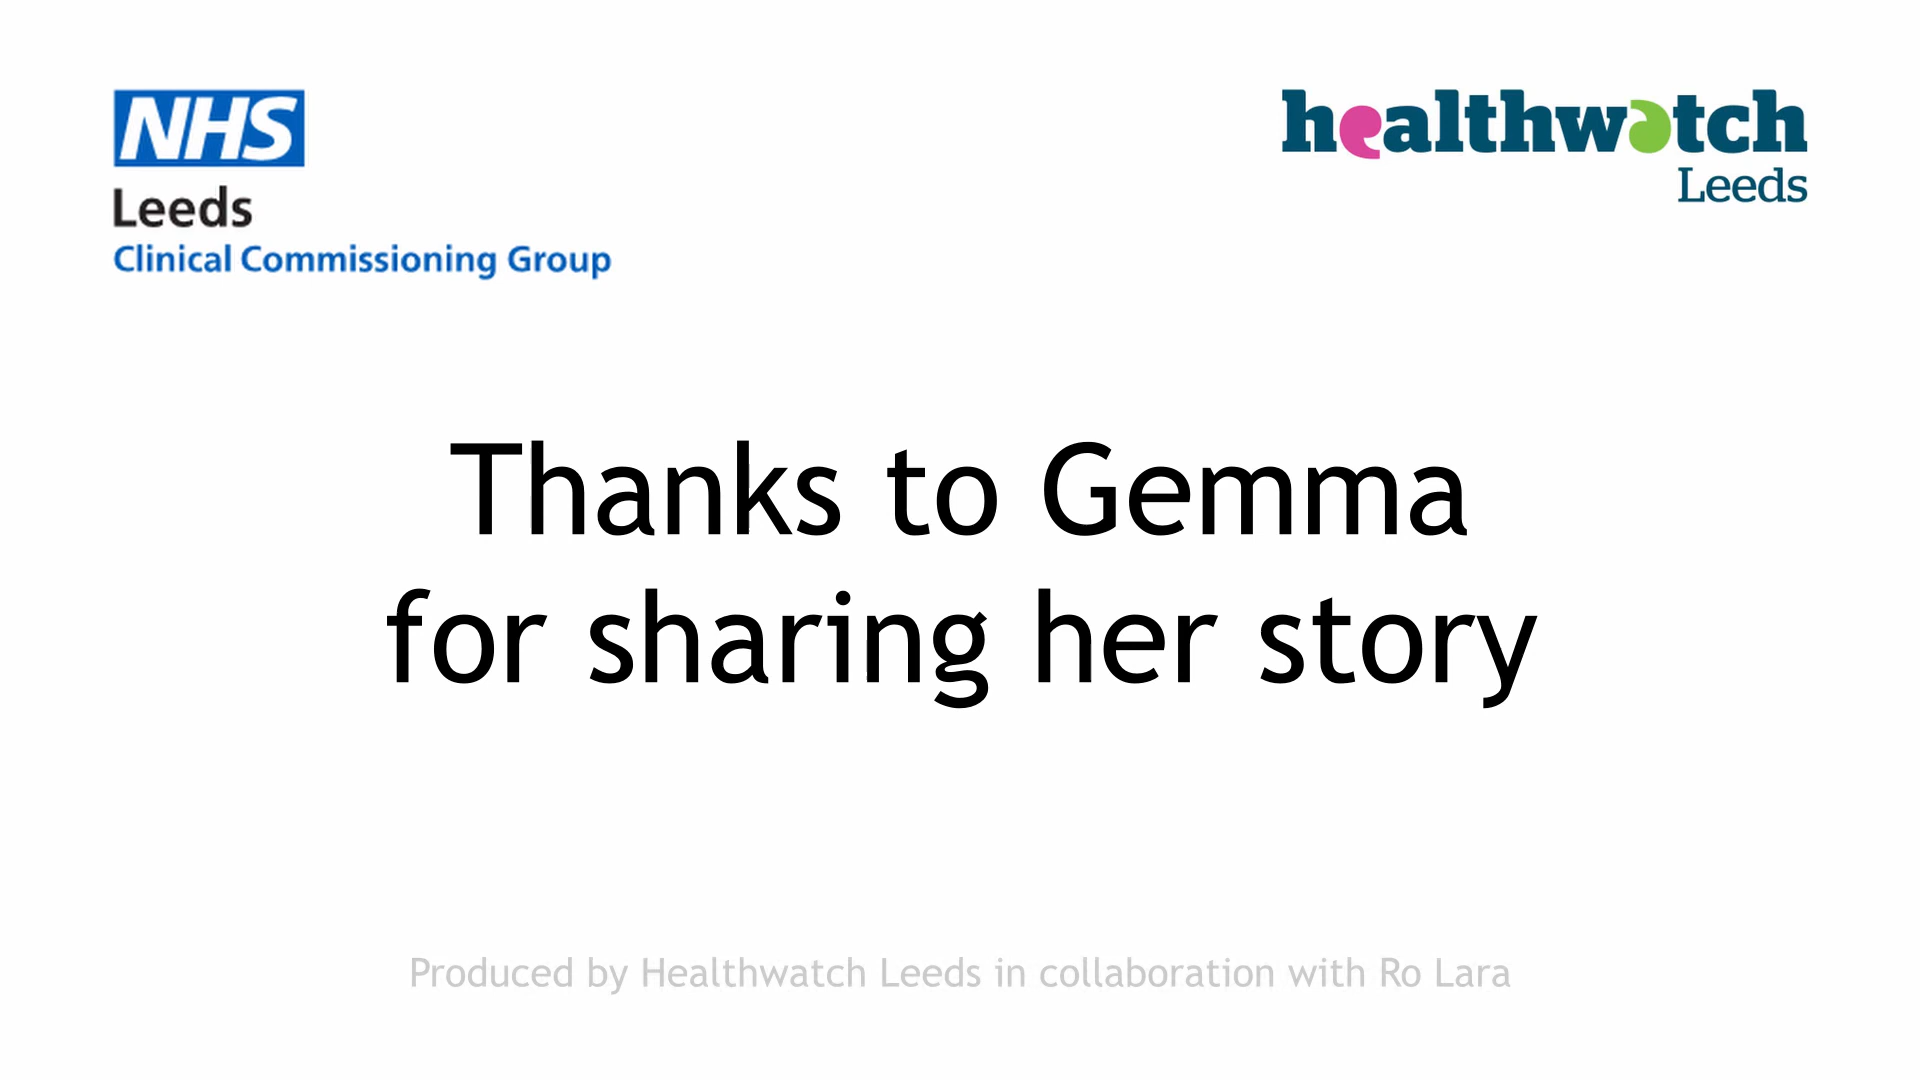 NHS
Leeds
Clinical Commissioning Group
healthwatch
Leeds
Thanks to Gemma
for sharing her story
Produced by Healthwatch Leeds in collaboration with Ro Lara